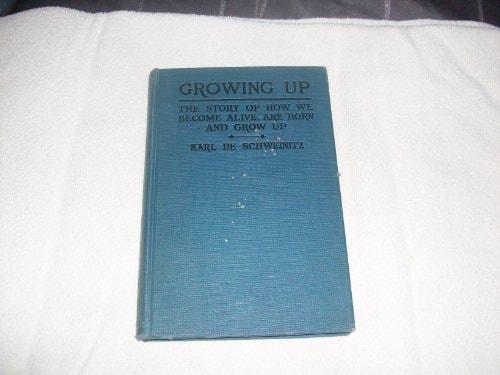 GROWING UP
THE STORY OF HOW WE
BECOME ALIVE, ARE BORN
AND GROW UP
KARL DE SCHWEINITZ